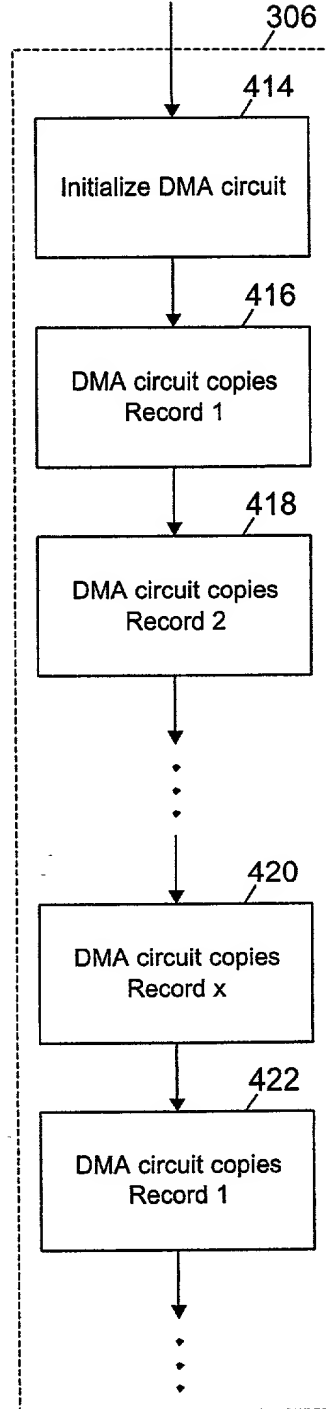 306
414
Initialize DMA circuit
416
DMA circuit copies
Record 1
418
DMA circuit copies
Record 2
420
DMA circuit copies
Record x
422
DMA circuit copies
Record 1